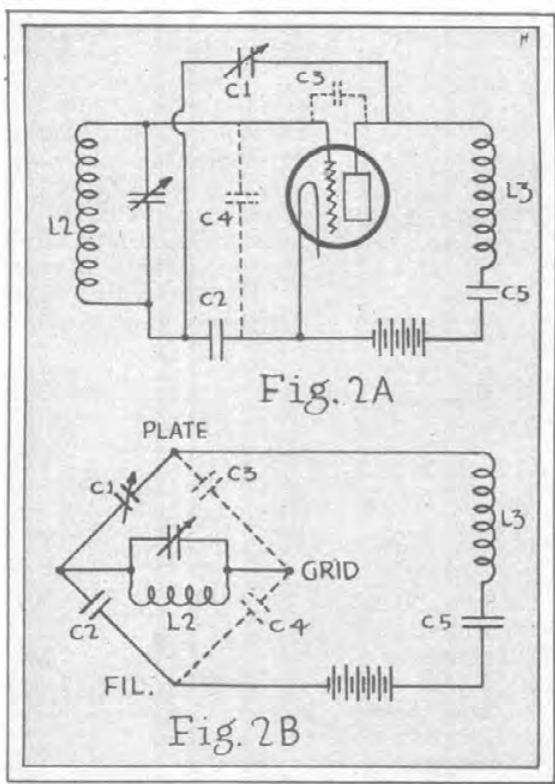 C1
C3
L2
C4
L3
C2
C5
Fig. 2A
PLATE
C1
C3
L3
GRID
L2
C2
C4
C5
FIL.
Fig. 2B